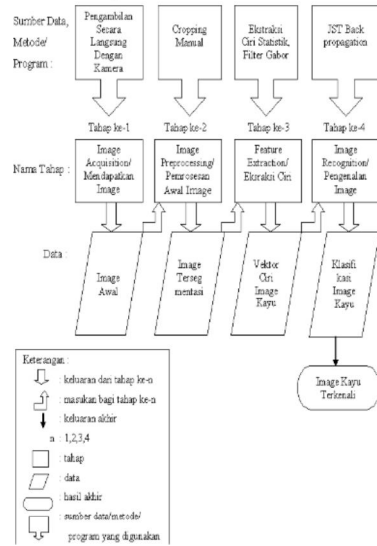 Sumber Data,
Metode/
Program :
Pengambilan
Secara
Langsung
Dengan
Kamera
Cropping
Manual
Ekstraksi
Ciri Statistik,
Filter Gabor
JST Back
propagation
Tahap ke-1
Tahap ke-2
Tahap ke-3
Tahap ke-4
Nama Tahap :
Image
Acquisition/
Mendapatkan
Image
Image
Preprocessing/
Pemrosesan
Awal Image
Feature
Extraction/
Eksraksi Ciri
Image
Recognition/
Pengenalan
Image
Data :
Image
Awal
Image
Terseg
mentasi
Vektor
Ciri
Image
Kayu
Klasifi
kasi
Image
Kayu
Image Kayu
Terkenali
Keterangan :
: keluaran dari tahap ke-n
: masukan bagi tahap ke-n
: keluaran akhir
n : 1,2,3,4
: tahap
: data
: hasil akhir
: sumber data/metode/
program yang digunakan